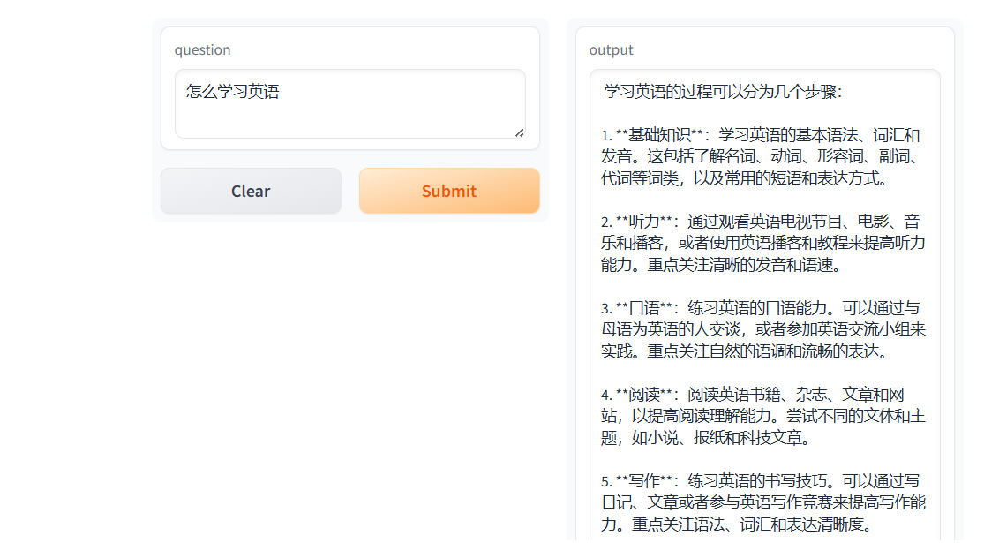 question
怎么学习英语
Clear
Submit
output
学习英语的过程可以分为几个步骤：
1. **基础知识**：学习英语的基本语法、词汇和
发音。这包括了解名词、动词、形容词、副词、
代词等词类，以及常用的短语和表达方式。
2. **听力**：通过观看英语电视节目、电影、音
乐和播客，或者使用英语播客和教程来提高听力
能力。重点关注清晰的发音和语速。
3. **口语**：练习英语的口语能力。可以通过与
母语为英语的人交谈，或者参加英语交流小组来
实践。重点关注自然的语调和流畅的表达。
4. **阅读**：阅读英语书籍、杂志、文章和网
站，以提高阅读理解能力。尝试不同的文体和主
题，如小说、报纸和科技文章。
5. **写作**：练习英语的书写技巧。可以通过写
日记、文章或者参与英语写作竞赛来提高写作能
力。重点关注语法、词汇和表达清晰度。